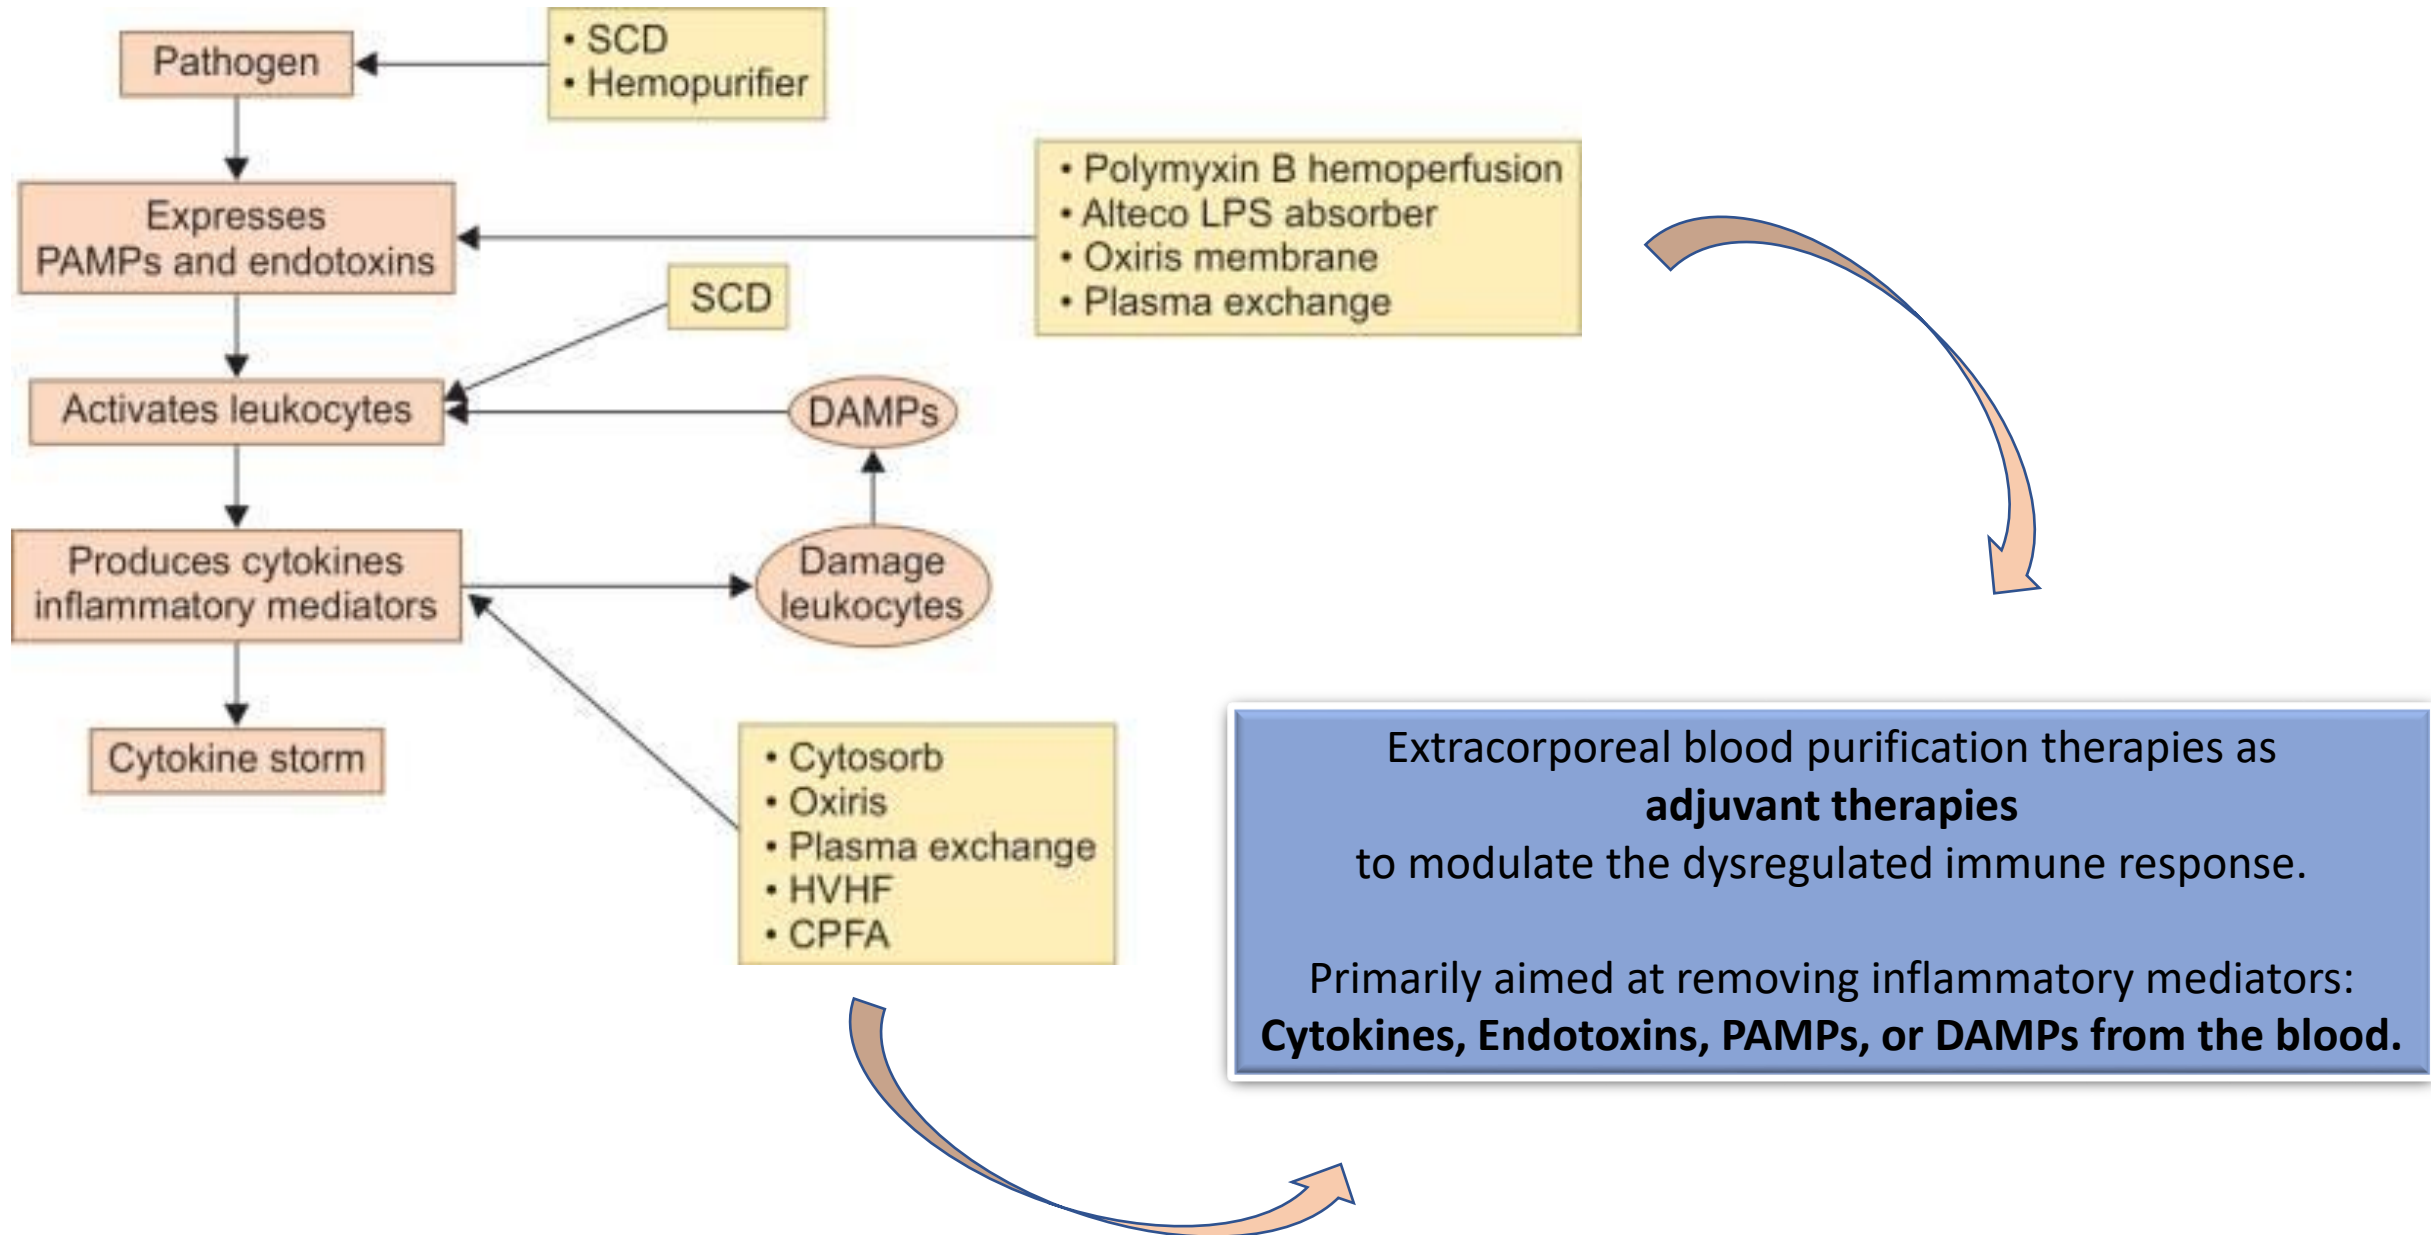 Pathogen
• SCD
• Hemopurifier
Expresses
PAMPs and endotoxins
• Polymyxin B hemoperfusion
• Alteco LPS absorber
• Oxiris membrane
• Plasma exchange
SCD
Activates leukocytes
DAMPs
Produces cytokines
inflammatory mediators
Damage
leukocytes
Cytokine storm
• Cytosorb
• Oxiris
• Plasma exchange
• HVHF
• CPFA
Extracorporeal blood purification therapies as
adjuvant therapies
to modulate the dysregulated immune response.
Primarily aimed at removing inflammatory mediators:
Cytokines, Endotoxins, PAMPs, or DAMPs from the blood.